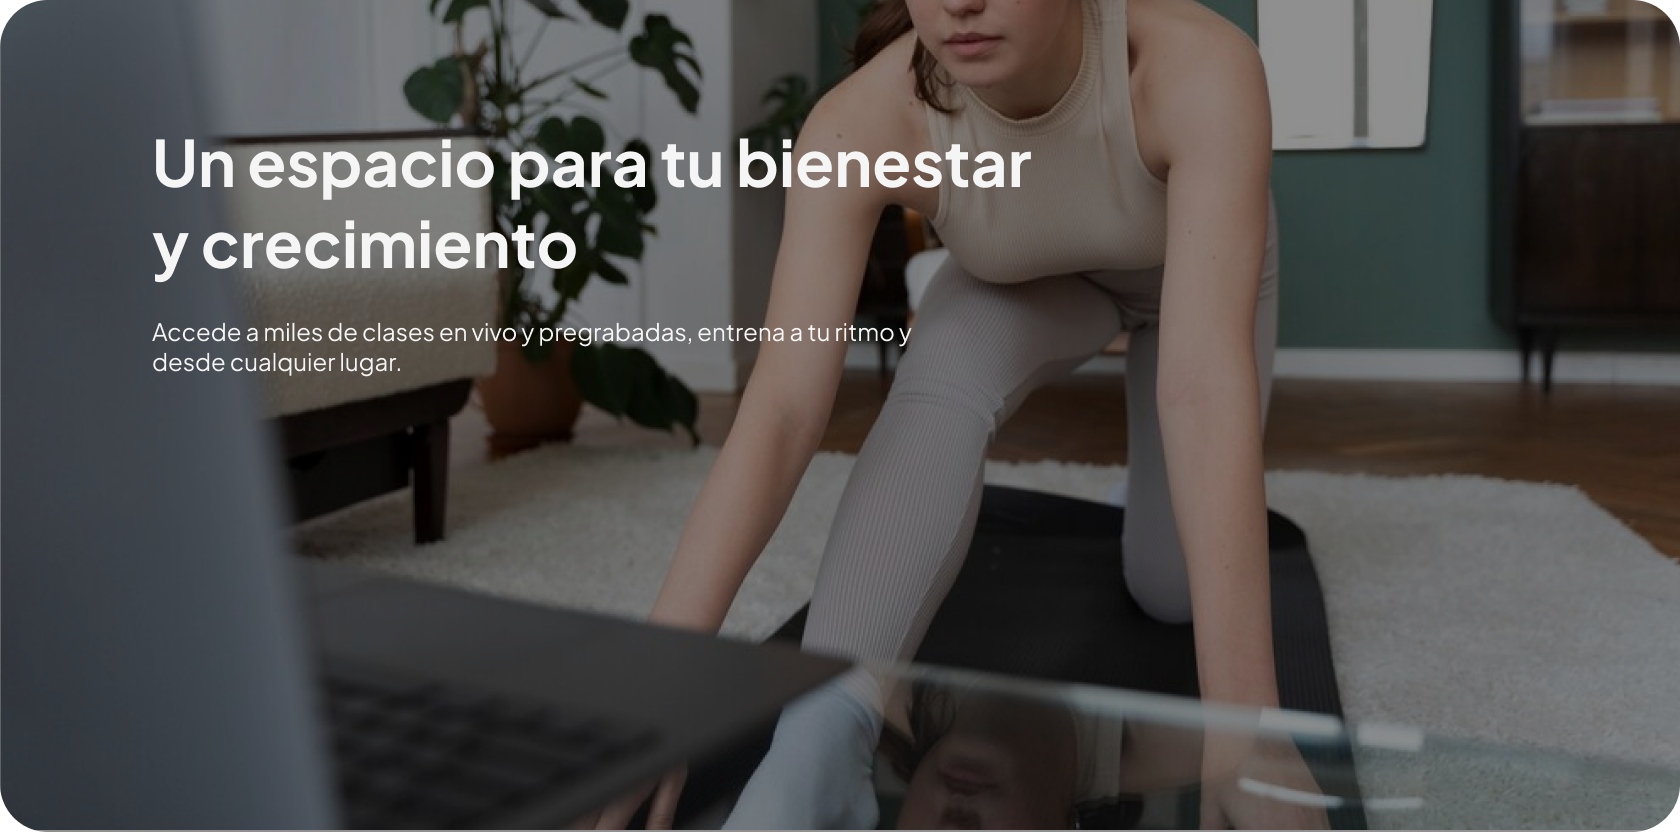 Un espacio para tu bienestar
y crecimiento
Accede a miles de clases en vivo y pregrabadas, entrena a tu ritmo y
desde cualquier lugar.